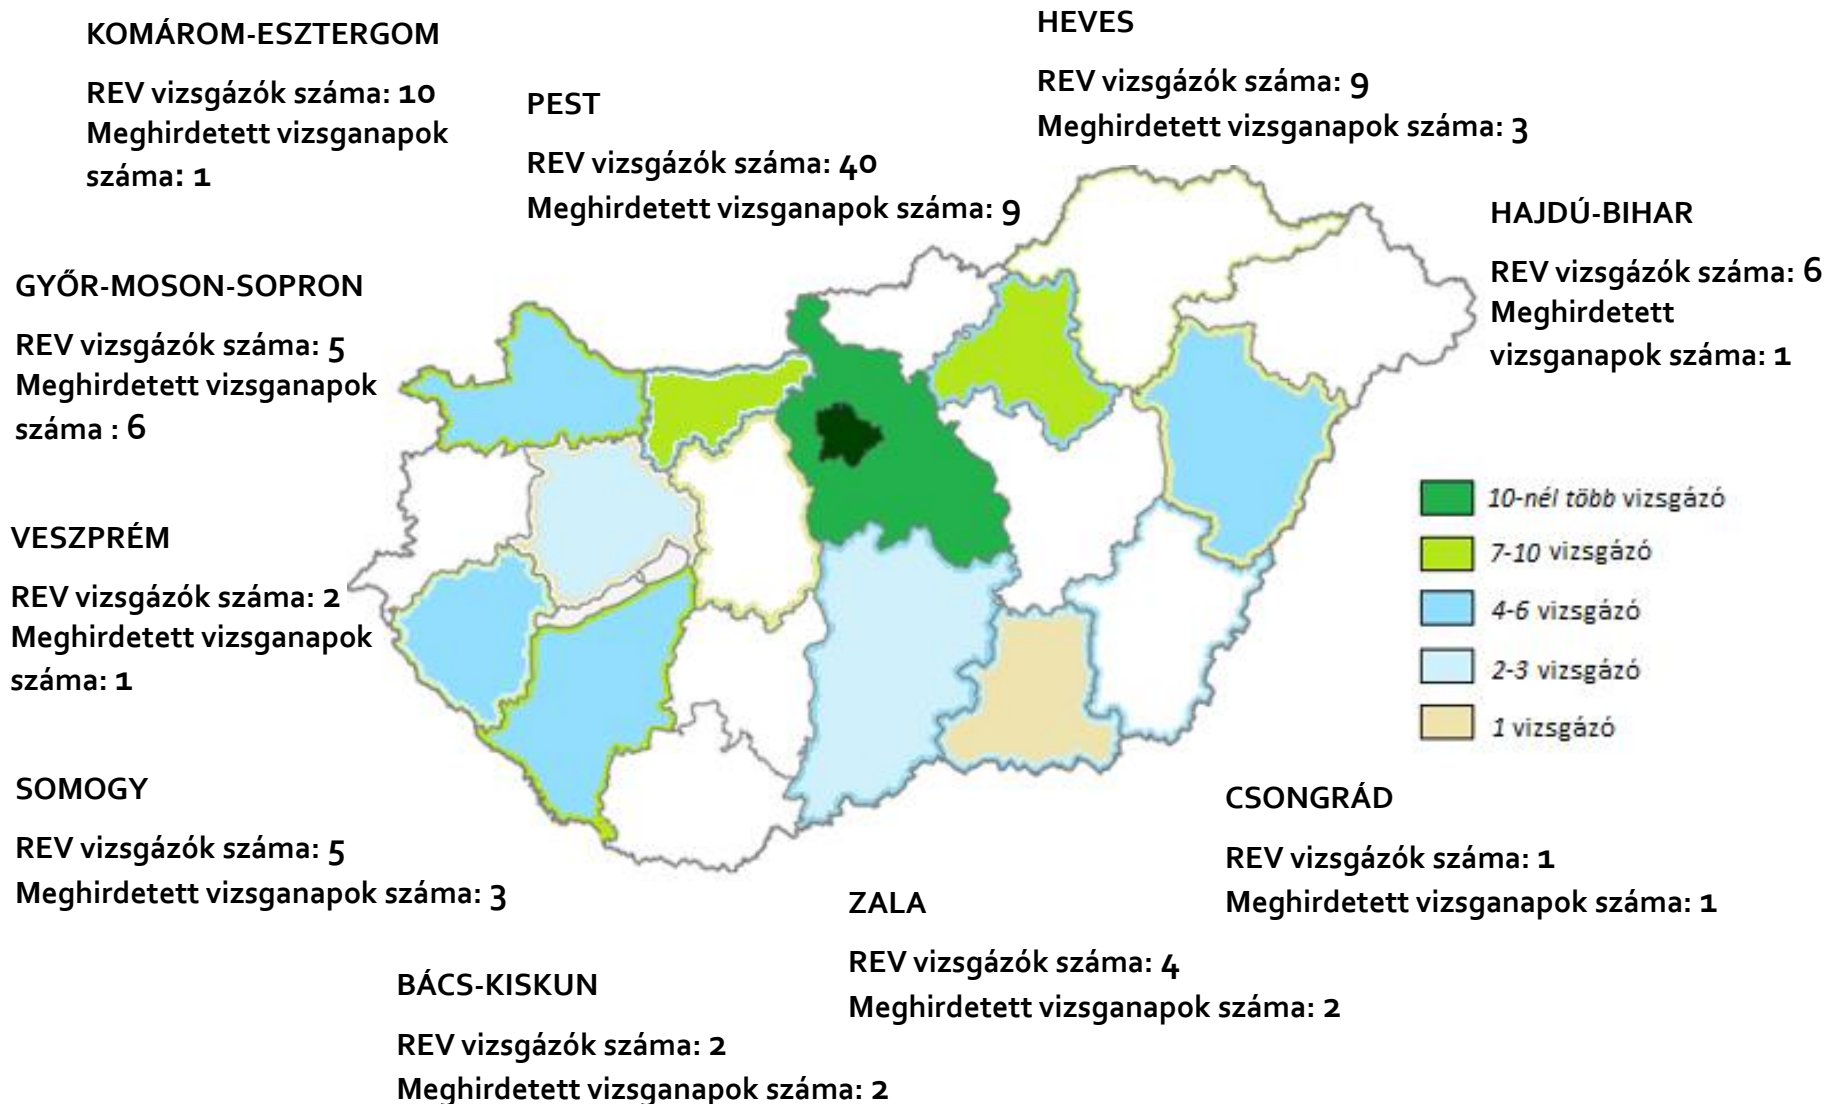 KOMÁROM-ESZTERGOM
REV vizsgázók száma: 10
Meghirdetett vizsganapok
száma: 1
PEST
REV vizsgázók száma: 40
Meghirdetett vizsganapok száma: 9
HEVES
REV vizsgázók száma: 9
Meghirdetett vizsganapok száma: 3
HAJDÚ-BIHAR
REV vizsgázók száma: 6
Meghirdetett
vizsganapok száma: 1
GYŐR-MOSON-SOPRON
REV vizsgázók száma: 5
Meghirdetett vizsganapok
száma : 6
VESZPRÉM
REV vizsgázók száma: 2
Meghirdetett vizsganapok
száma: 1
10-nél több vizsgázó
7-10 vizsgázó
4-6 vizsgázó
2-3 vizsgázó
1 vizsgázó
SOMOGY
REV vizsgázók száma: 5
Meghirdetett vizsganapok száma: 3
CSONGRÁD
REV vizsgázók száma: 1
Meghirdetett vizsganapok száma: 1
ZALA
REV vizsgázók száma: 4
Meghirdetett vizsganapok száma: 2
BÁCS-KISKUN
REV vizsgázók száma: 2
Meghirdetett vizsganapok száma: 2